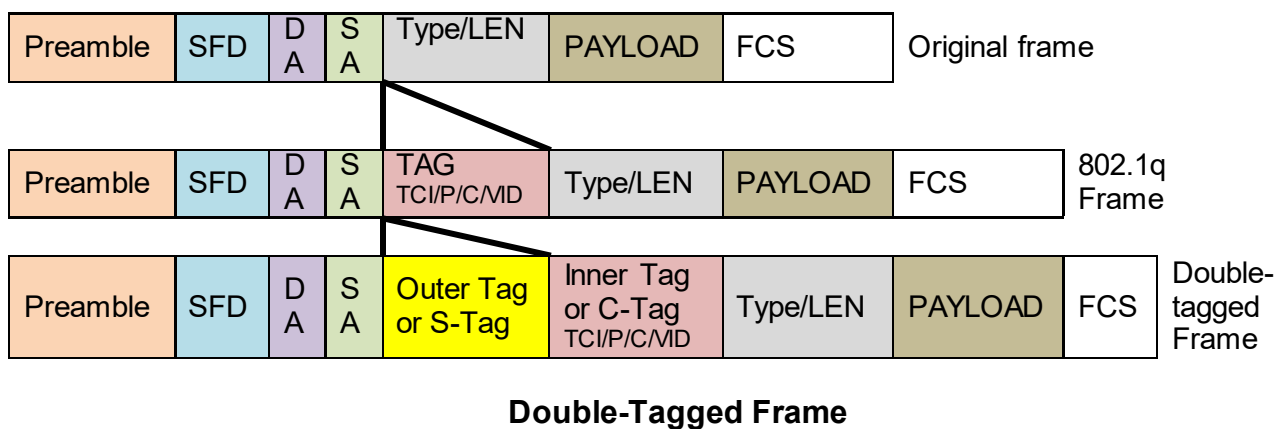 Preamble SFD D A S A Type/LEN PAYLOAD FCS Original frame
Preamble SFD D A S A TAG TCI/P/C/VID Type/LEN PAYLOAD FCS 802.1q Frame
Preamble SFD D A S A Outer Tag or S-Tag Inner Tag or C-Tag TCI/P/C/VID Type/LEN PAYLOAD FCS Double-tagged Frame
Double-Tagged Frame